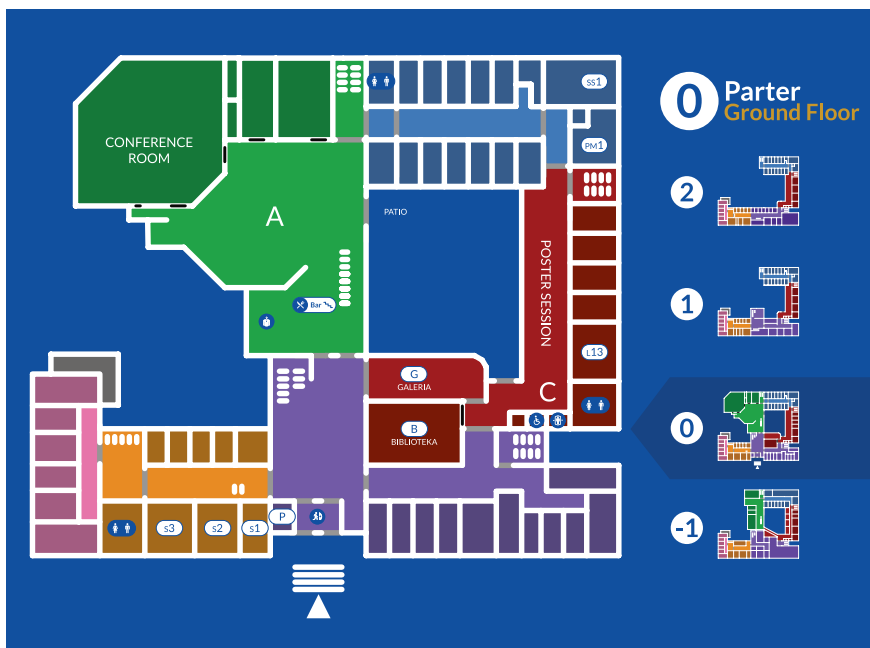 0 Parter
Ground Floor
SS1
CONFERENCE
ROOM
PM1
2
A
PATIO
POSTER SESSION
Bar
1
L13
G
GALERIA
C
B
BIBLIOTEKA
0
P
S3
S2
S1
-1